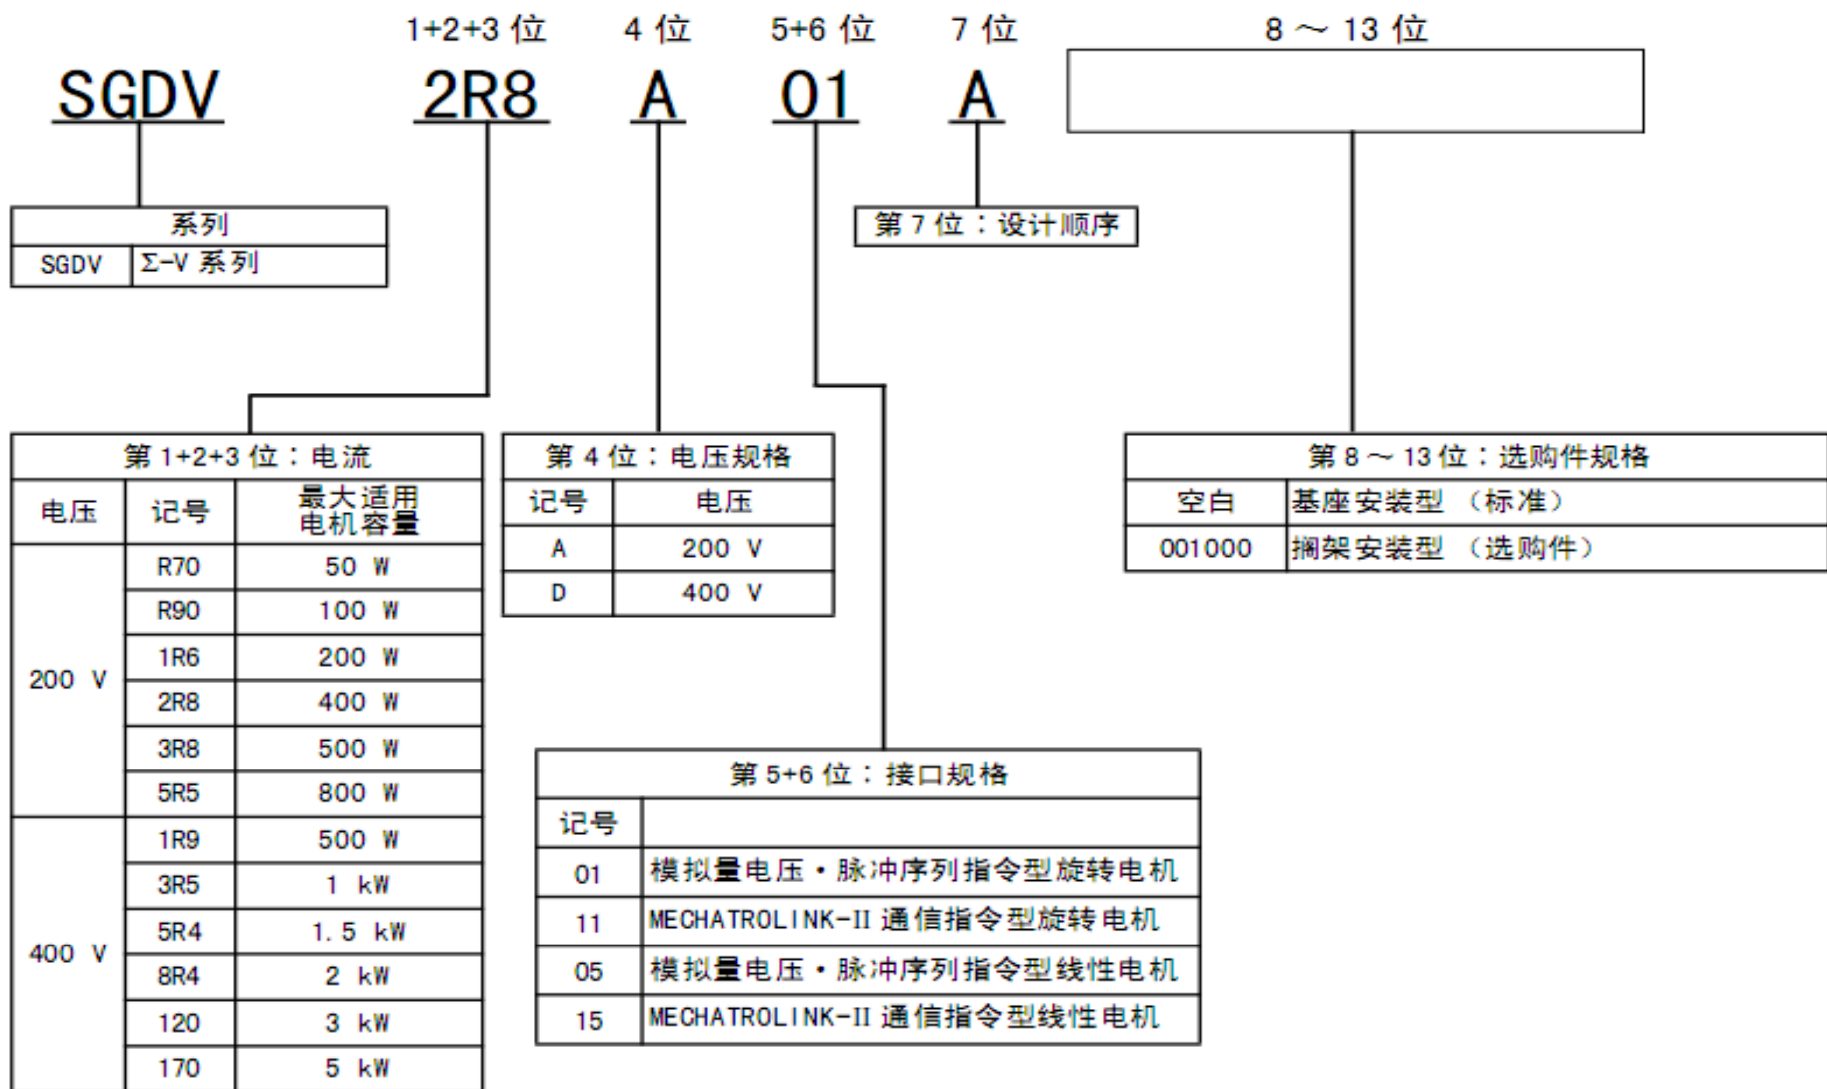 1+2+3 位 4 位 5+6 位 7 位 8 ~ 13 位
SGDV 2R8 A 01 A
系列
SGDV Σ-V 系列
第 7 位：设计顺序
第 1+2+3 位：电流
电压 记号 最大适用
电机容量
200 V
R70 50 W
R90 100 W
1R6 200 W
2R8 400 W
3R8 500 W
5R5 800 W
400 V
1R9 500 W
3R5 1 kW
5R4 1.5 kW
8R4 2 kW
120 3 kW
170 5 kW
第 4 位：电压规格
记号 电压
A 200 V
D 400 V
第 5+6 位：接口规格
记号
01 模拟量电压・脉冲序列指令型旋转电机
11 MECHATROLINK-II 通信指令型旋转电机
05 模拟量电压・脉冲序列指令型线性电机
15 MECHATROLINK-II 通信指令型线性电机
第 8 ~ 13 位：选购件规格
空白 基座安装型 （标准）
001000 搁架安装型 （选购件）